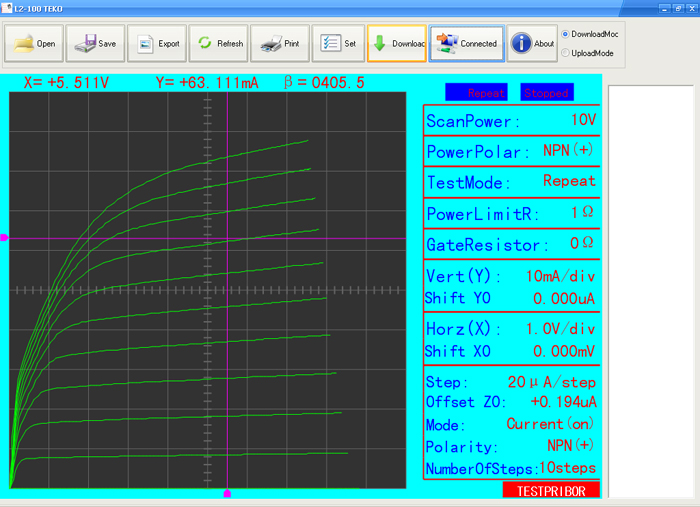 L2-100 TEKO
Open Save Export Refresh Print Set Download Connected About
DownloadMoc
UploadMode
X= +5.511V Y= +63.111mA β= 0405.5
Repeat Stopped
ScanPower: 10V
PowerPolar: NPN(+)
TestMode: Repeat
PowerLimitR: 1Ω
GateResistor: 0Ω
Vert(Y): 10mA/div
Shift Y0 0.000uA
Horz(X): 1.0V/div
Shift X0 0.000mV
Step: 20μA/step
Offset Z0: +0.194uA
Mode: Current(on)
Polarity: NPN(+)
NumberOfSteps:10steps
TESTPRIBOR